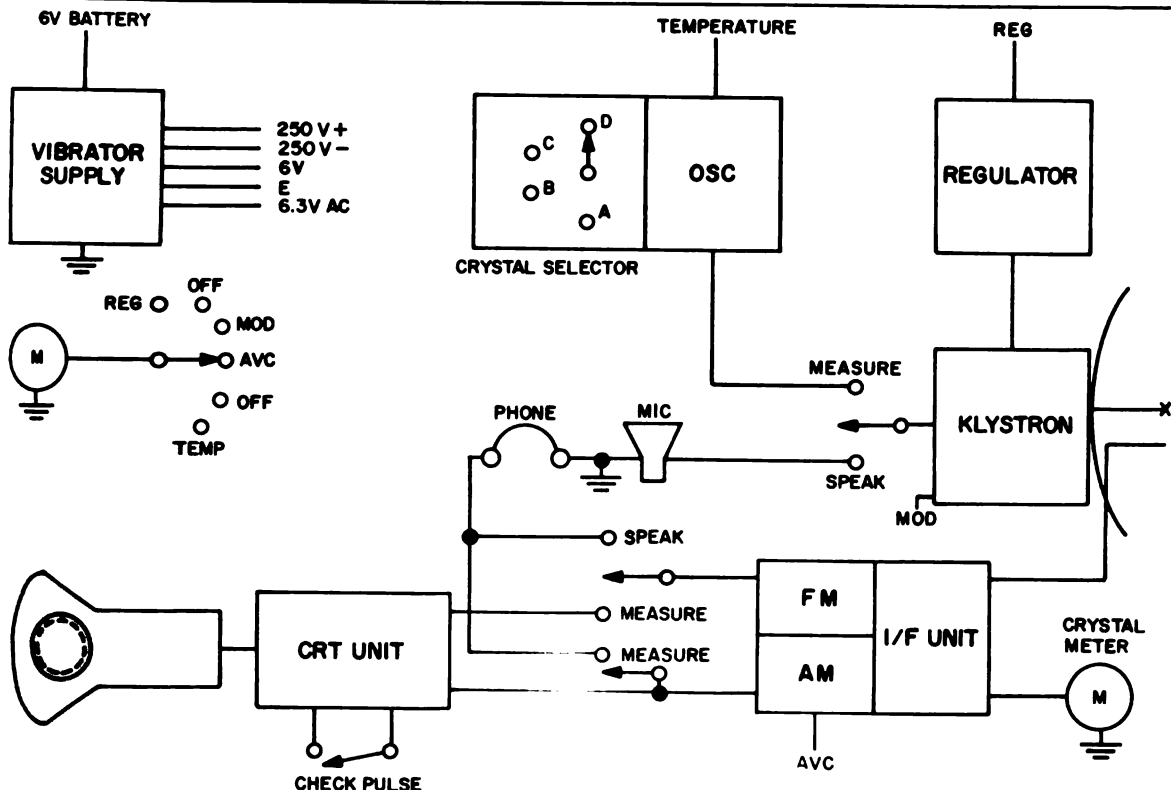 6V BATTERY
TEMPERATURE
REG
VIBRATOR
SUPPLY
250 V +
250 V -
6V
E
6.3V AC
C
D
B
A
OSC
REGULATOR
CRYSTAL SELECTOR
REG
OFF
MOD
M
AVC
OFF
TEMP
MEASURE
PHONE
MIC
KLYSTRON
X
SPEAK
MOD
SPEAK
FM
I/F UNIT
MEASURE
CRT UNIT
MEASURE
AM
CRYSTAL
METER
M
AVC
CHECK PULSE